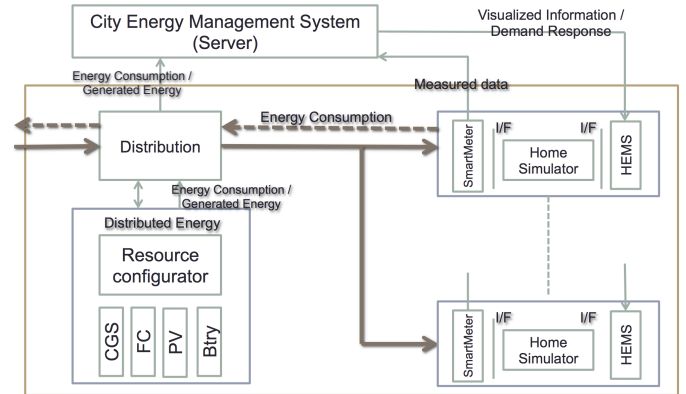 City Energy Management System
(Server)
Visualized Information /
Demand Response
Energy Consumption /
Generated Energy
Measured data
Energy Consumption
Distribution
SmartMeter
I/F
I/F
Home
Simulator
HEMS
Energy Consumption /
Generated Energy
Distributed Energy
Resource
configurator
CGS
FC
PV
Btry
SmartMeter
I/F
I/F
Home
Simulator
HEMS